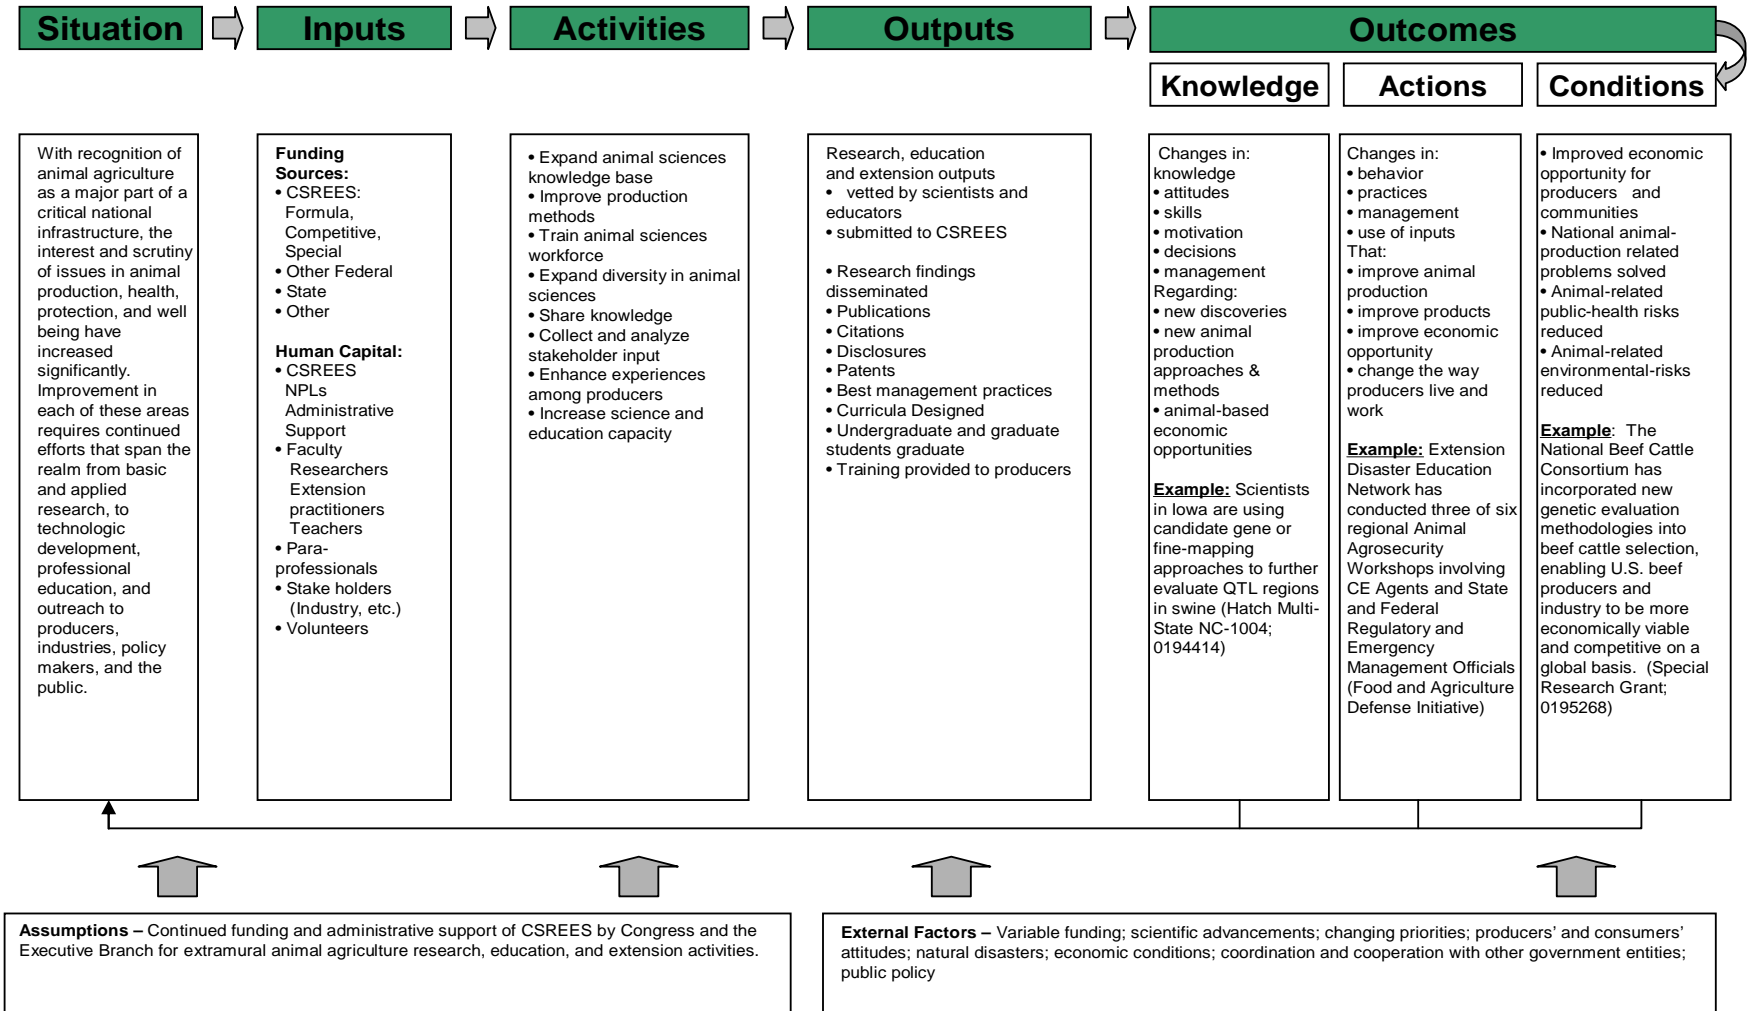 Situation
Inputs
Activities
Outputs
Outcomes
Knowledge
Actions
Conditions
With recognition of
animal agriculture
as a major part of a
critical national
infrastructure, the
interest and scrutiny
of issues in animal
production, health,
protection, and well
being have
increased
significantly.
Improvement in
each of these areas
requires continued
efforts that span the
realm from basic
and applied
research, to
technologic
development,
professional
education, and
outreach to
producers,
industries, policy
makers, and the
public.
Funding
Sources:
• CSREES:
Formula,
Competitive,
Special
• Other Federal
• State
• Other
Human Capital:
• CSREES
NPLs
Administrative
Support
• Faculty
Researchers
Extension
practitioners
Teachers
• Para-
professionals
• Stake holders
(Industry, etc.)
• Volunteers
• Expand animal sciences
knowledge base
• Improve production
methods
• Train animal sciences
workforce
• Expand diversity in animal
sciences
• Share knowledge
• Collect and analyze
stakeholder input
• Enhance experiences
among producers
• Increase science and
education capacity
Research, education
and extension outputs
• vetted by scientists and
educators
• submitted to CSREES
• Research findings
disseminated
• Publications
• Citations
• Disclosures
• Patents
• Best management practices
• Curricula Designed
• Undergraduate and graduate
students graduate
• Training provided to producers
Changes in:
knowledge
• attitudes
• skills
• motivation
• decisions
• management
Regarding:
• new discoveries
• new animal
production
approaches &
methods
• animal-based
economic
opportunities
Example: Scientists
in Iowa are using
candidate gene or
fine-mapping
approaches to further
evaluate QTL regions
in swine (Hatch Multi-
State NC-1004;
0194414)
Changes in:
• behavior
• practices
• management
• use of inputs
That:
• improve animal
production
• improve products
• improve economic
opportunity
• change the way
producers live and
work
Example: Extension
Disaster Education
Network has
conducted three of six
regional Animal
Agrosecurity
Workshops involving
CE Agents and State
and Federal
Regulatory and
Emergency
Management Officials
(Food and Agriculture
Defense Initiative)
• Improved economic
opportunity for
producers and
communities
• National animal-
production related
problems solved
• Animal-related
public-health risks
reduced
• Animal-related
environmental-risks
reduced
Example: The
National Beef Cattle
Consortium has
incorporated new
genetic evaluation
methodologies into
beef cattle selection,
enabling U.S. beef
producers and
industry to be more
economically viable
and competitive on a
global basis. (Special
Research Grant;
0195268)
Assumptions – Continued funding and administrative support of CSREES by Congress and the
Executive Branch for extramural animal agriculture research, education, and extension activities.
External Factors – Variable funding; scientific advancements; changing priorities; producers’ and consumers’
attitudes; natural disasters; economic conditions; coordination and cooperation with other government entities;
public policy